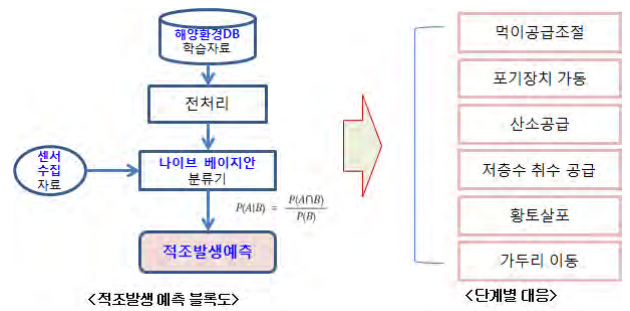 해양환경DB
학습자료
전처리
센서
수집
자료
나이브 베이지안
분류기
P(A|B) = P(A∩B) / P(B)
적조발생예측
<적조발생 예측 블록도>
먹이공급조절
포기장치 가동
산소공급
저층수 취수 공급
황토살포
가두리 이동
<단계별 대응>